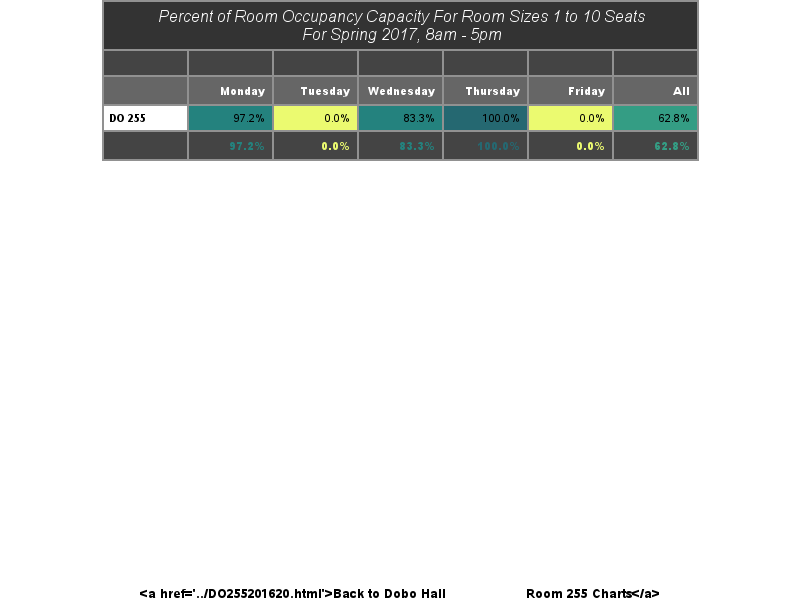 Percent of Room Occupancy Capacity For Room Sizes 1 to 10 Seats
For Spring 2017, 8am - 5pm
Monday Tuesday Wednesday Thursday Friday All
DO 255 97.2% 0.0% 83.3% 100.0% 0.0% 62.8%
97.2% 0.0% 83.3% 100.0% 0.0% 62.8%
<a href='../DO255201620.html'>Back to Dobo Hall Room 255 Charts</a>